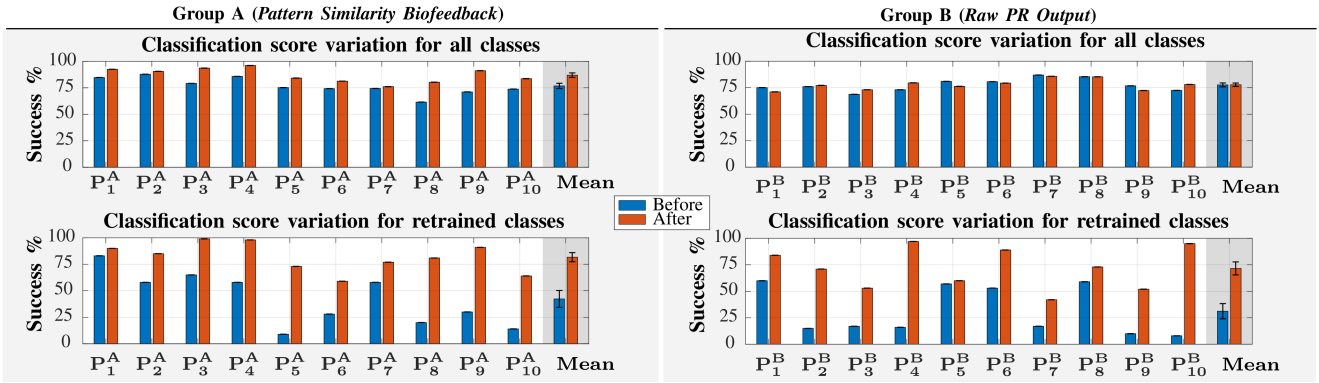 Group A (Pattern Similarity Biofeedback)
Classification score variation for all classes
Success %
100
75
50
25
0
P₁ᴬ P₂ᴬ P₃ᴬ P₄ᴬ P₅ᴬ P₆ᴬ P₇ᴬ P₈ᴬ P₉ᴬ P₁₀ᴬ Mean
Classification score variation for retrained classes
Success %
100
75
50
25
0
P₁ᴬ P₂ᴬ P₃ᴬ P₄ᴬ P₅ᴬ P₆ᴬ P₇ᴬ P₈ᴬ P₉ᴬ P₁₀ᴬ Mean
Before
After
Group B (Raw PR Output)
Classification score variation for all classes
Success %
100
75
50
25
0
P₁ᴮ P₂ᴮ P₃ᴮ P₄ᴮ P₅ᴮ P₆ᴮ P₇ᴮ P₈ᴮ P₉ᴮ P₁₀ᴮ Mean
Classification score variation for retrained classes
Success %
100
75
50
25
0
P₁ᴮ P₂ᴮ P₃ᴮ P₄ᴮ P₅ᴮ P₆ᴮ P₇ᴮ P₈ᴮ P₉ᴮ P₁₀ᴮ Mean